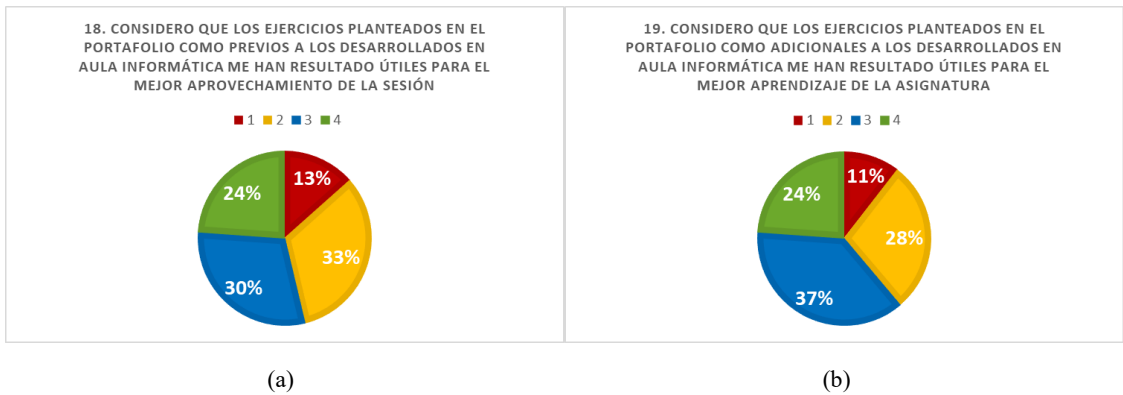 18. CONSIDERO QUE LOS EJERCICIOS PLANTEADOS EN EL
PORTAFOLIO COMO PREVIOS A LOS DESARROLLADOS EN
AULA INFORMÁTICA ME HAN RESULTADO ÚTILES PARA EL
MEJOR APROVECHAMIENTO DE LA SESIÓN
1 2 3 4
13%
24%
33%
30%
(a)
19. CONSIDERO QUE LOS EJERCICIOS PLANTEADOS EN EL
PORTAFOLIO COMO ADICIONALES A LOS DESARROLLADOS EN
AULA INFORMÁTICA ME HAN RESULTADO ÚTILES PARA EL
MEJOR APRENDIZAJE DE LA ASIGNATURA
1 2 3 4
11%
24%
28%
37%
(b)